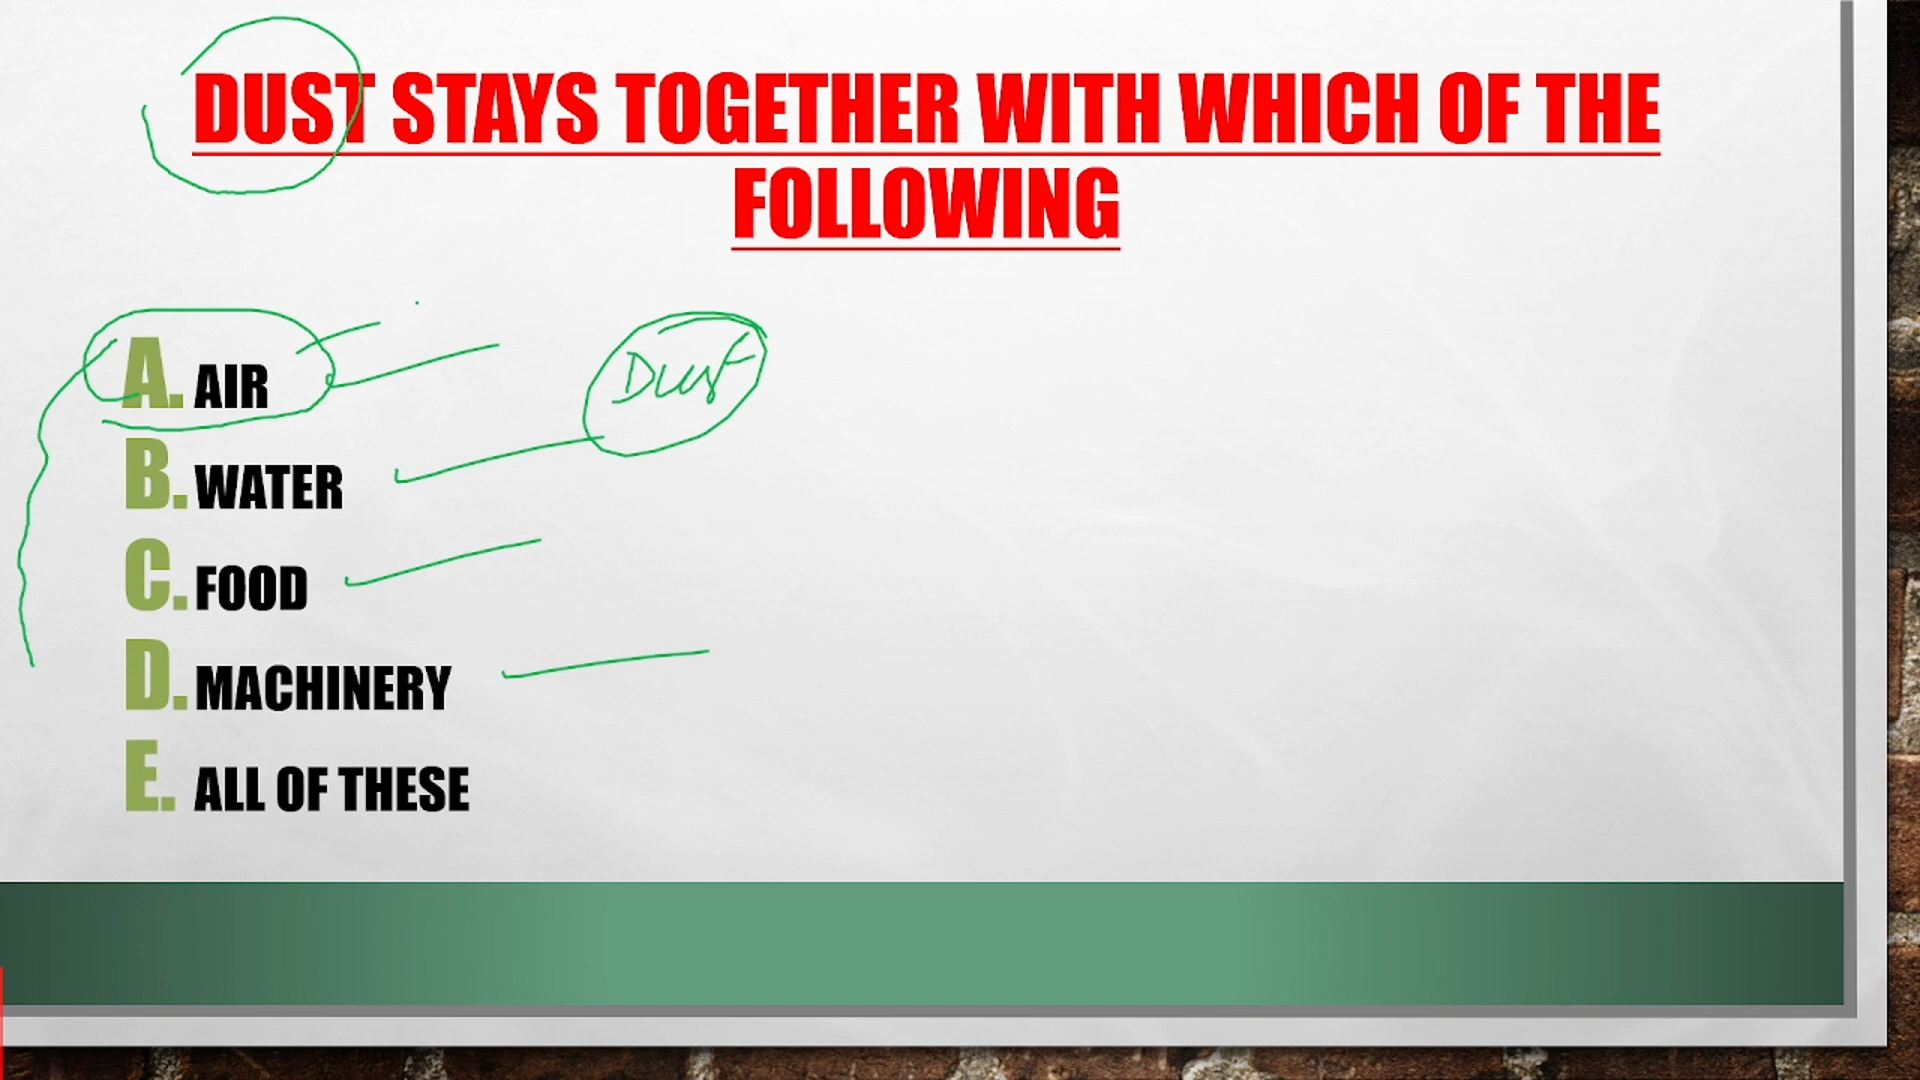 DUST STAYS TOGETHER WITH WHICH OF THE
FOLLOWING
A. AIR
Dust
B. WATER
C. FOOD
D. MACHINERY
E. ALL OF THESE